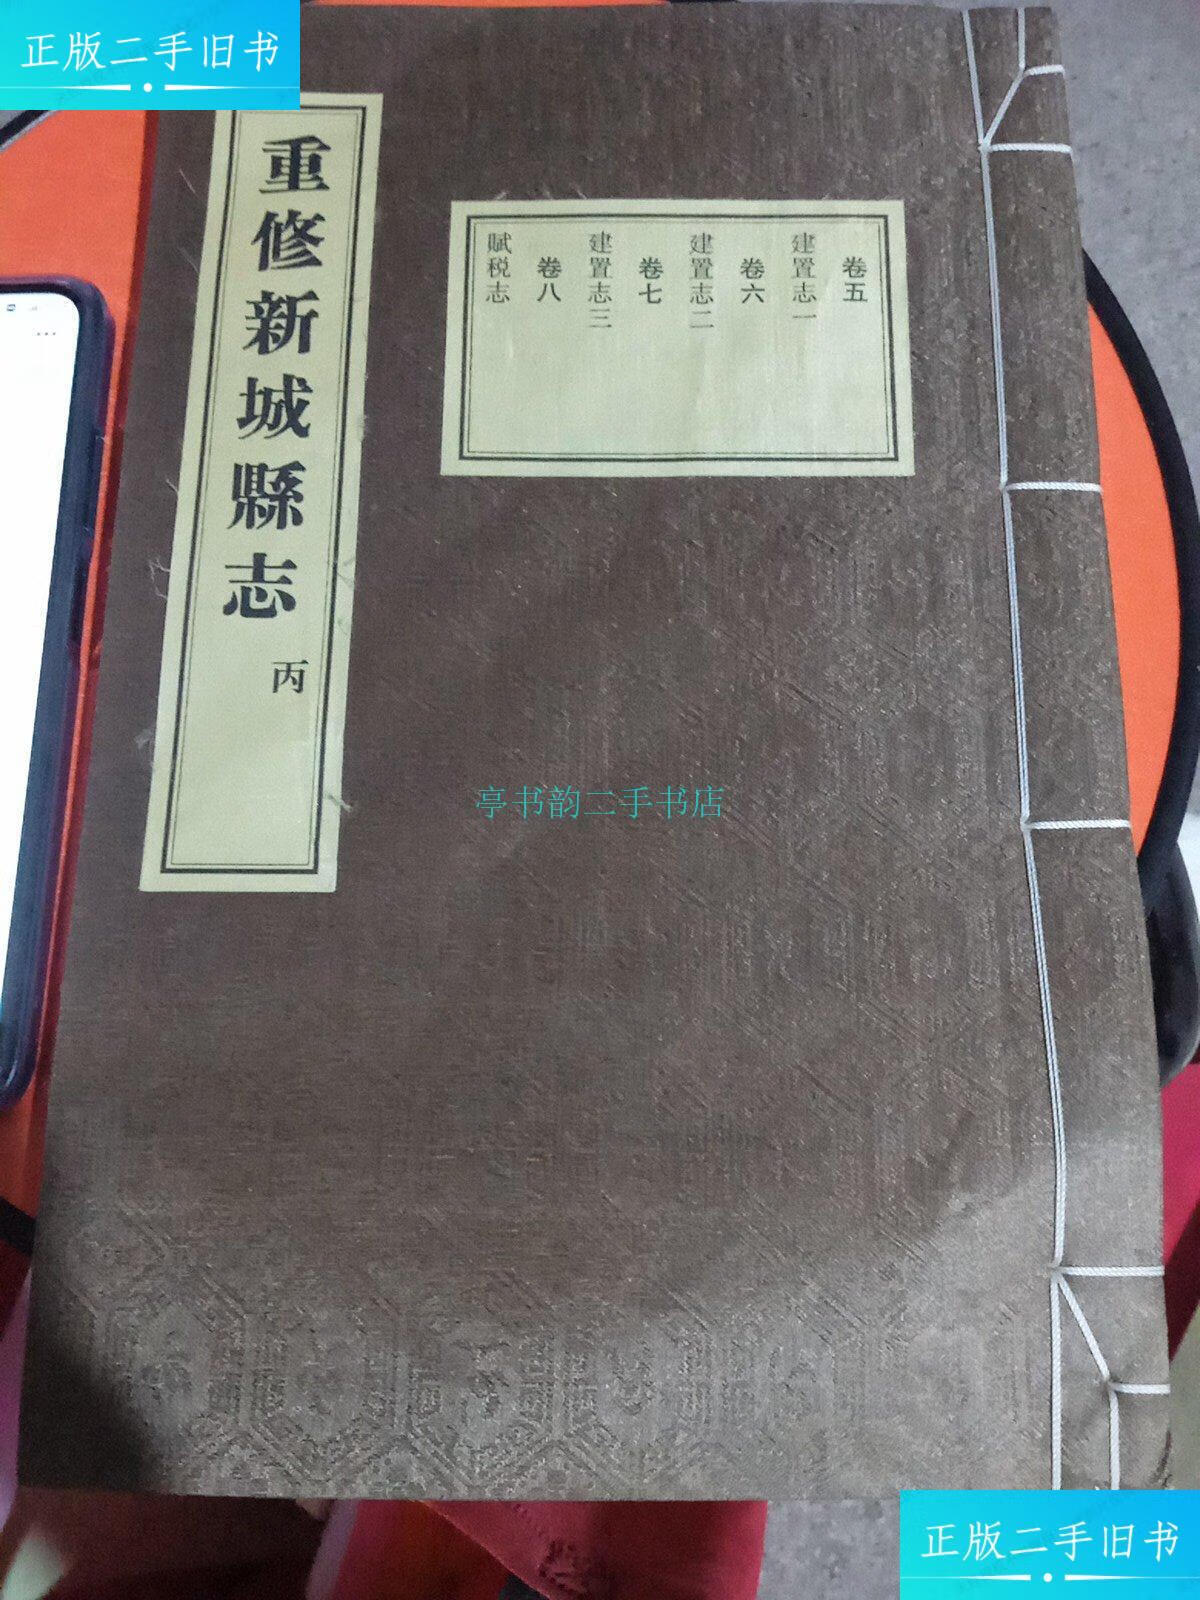 正版二手旧书
重修新城縣志 丙
卷五
建置志一
卷六
建置志二
卷七
建置志三
卷八
賦税志
亭书韵二手书店
正版二手旧书